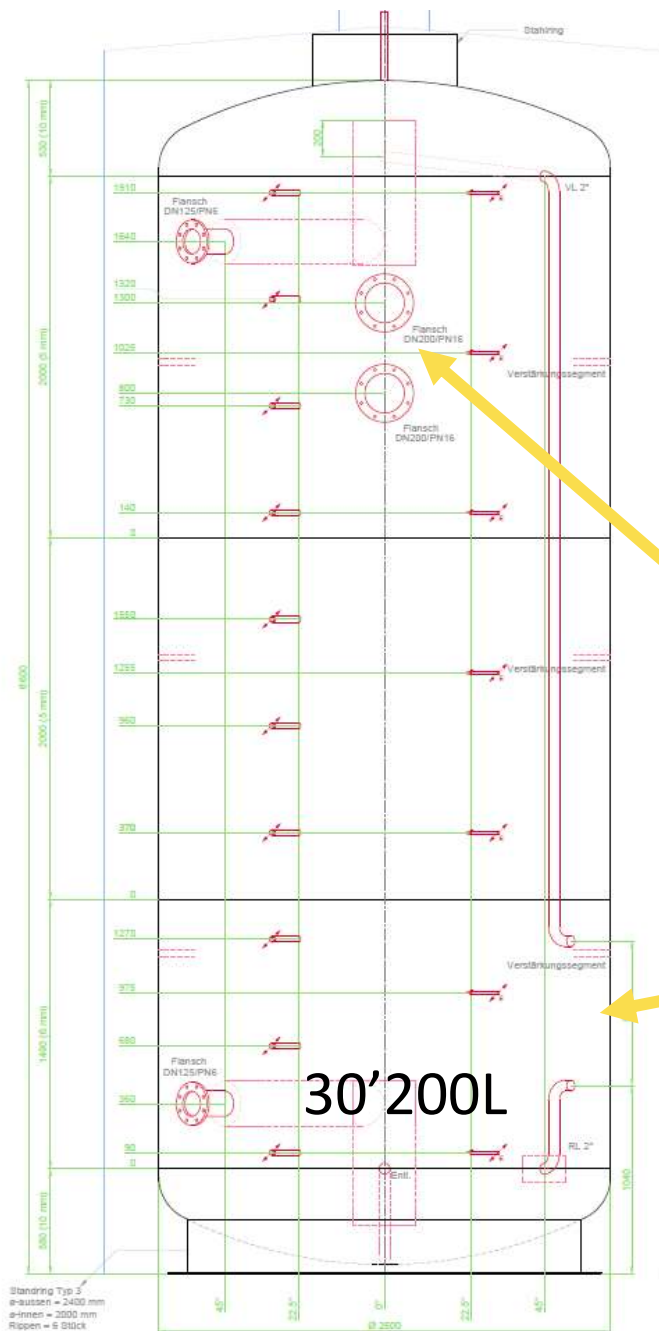 Stahlring
530 (10 mm)
200
1910
VL 2"
Flansch
DN125/PN6
1640
1320
1300
Flansch
DN200/PN16
1025
2000 (5 mm)
Verstärkungssegment
800
730
Flansch
DN200/PN16
140
0
1550
6600
1255
Verstärkungssegment
2000 (5 mm)
960
370
0
1270
Verstärkungssegment
975
1490 (6 mm)
680
Flansch
DN125/PN6
30'200L
360
90
0
Entl.
RL 2"
1040
580 (10 mm)
Standring Typ 3
ø-aussen = 2400 mm
ø-innen = 2000 mm
Rippen = 6 Stück
45°
22.5°
0°
22.5°
45°
Ø 2500